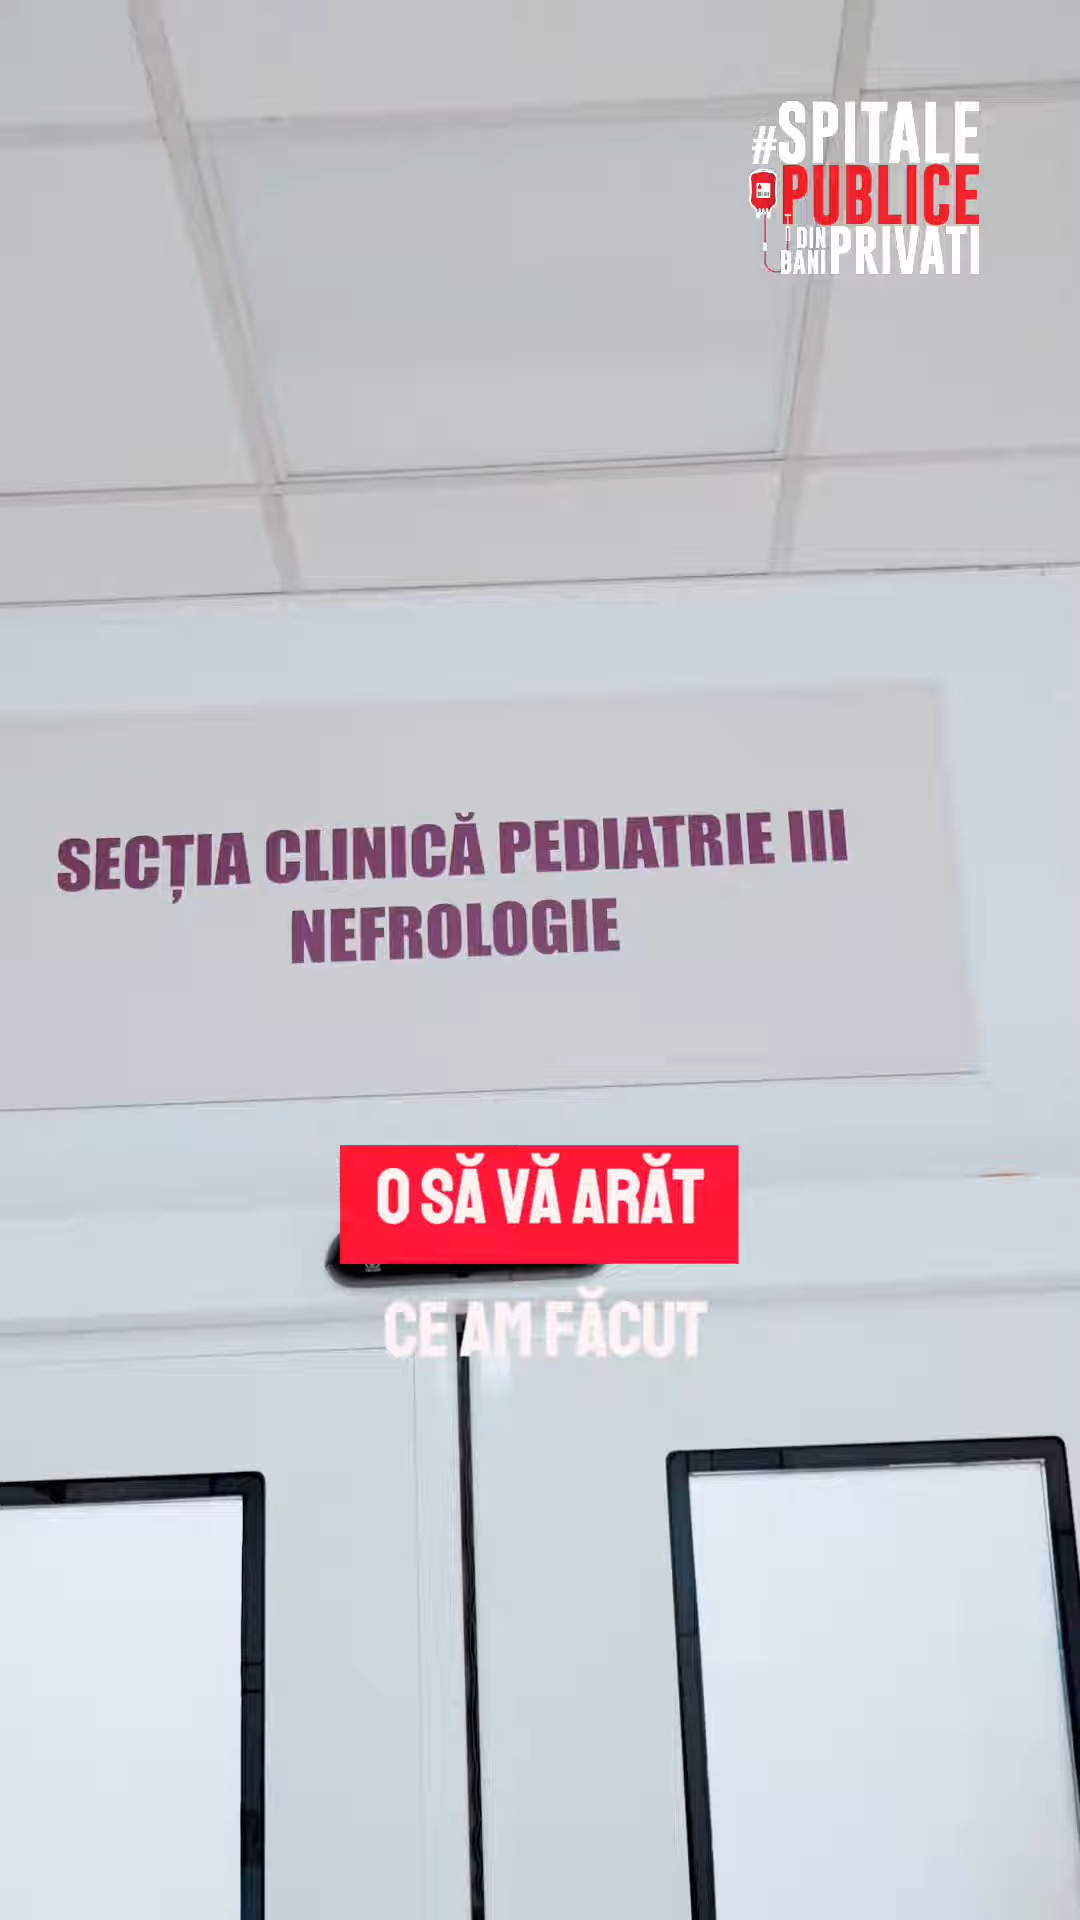 #SPITALE
PUBLICE
DIN
BANI PRIVATI
SECȚIA CLINICĂ PEDIATRIE III
NEFROLOGIE
O SĂ VĂ ARĂT
CE AM FĂCUT